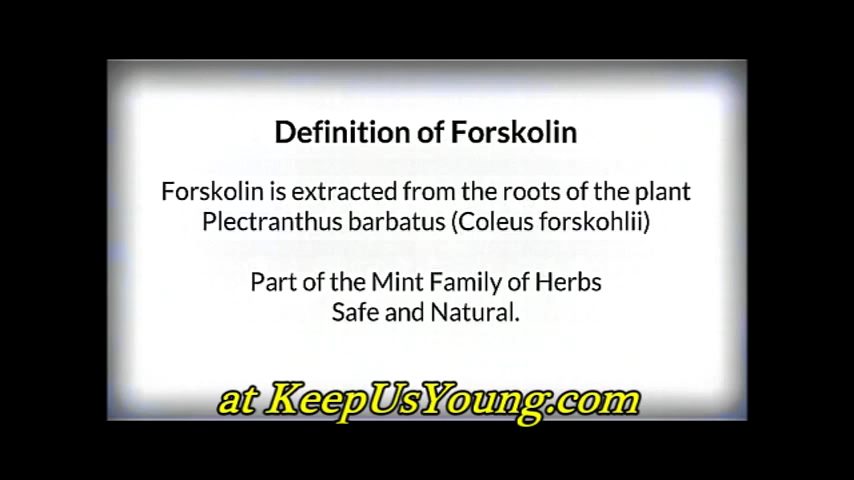 Definition of Forskolin
Forskolin is extracted from the roots of the plant
Plectranthus barbatus (Coleus forskohlii)
Part of the Mint Family of Herbs
Safe and Natural.
at KeepUsYoung.com